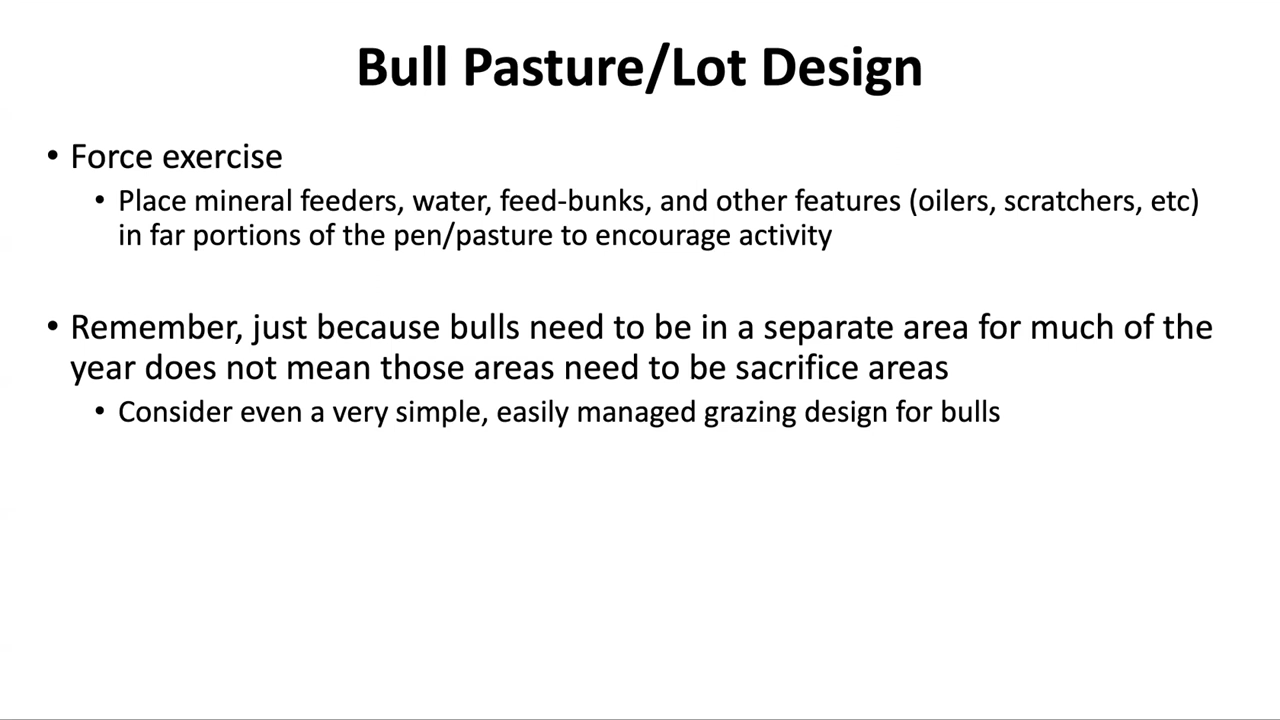 Bull Pasture/Lot Design
• Force exercise
• Place mineral feeders, water, feed-bunks, and other features (oilers, scratchers, etc)
in far portions of the pen/pasture to encourage activity
• Remember, just because bulls need to be in a separate area for much of the
year does not mean those areas need to be sacrifice areas
• Consider even a very simple, easily managed grazing design for bulls